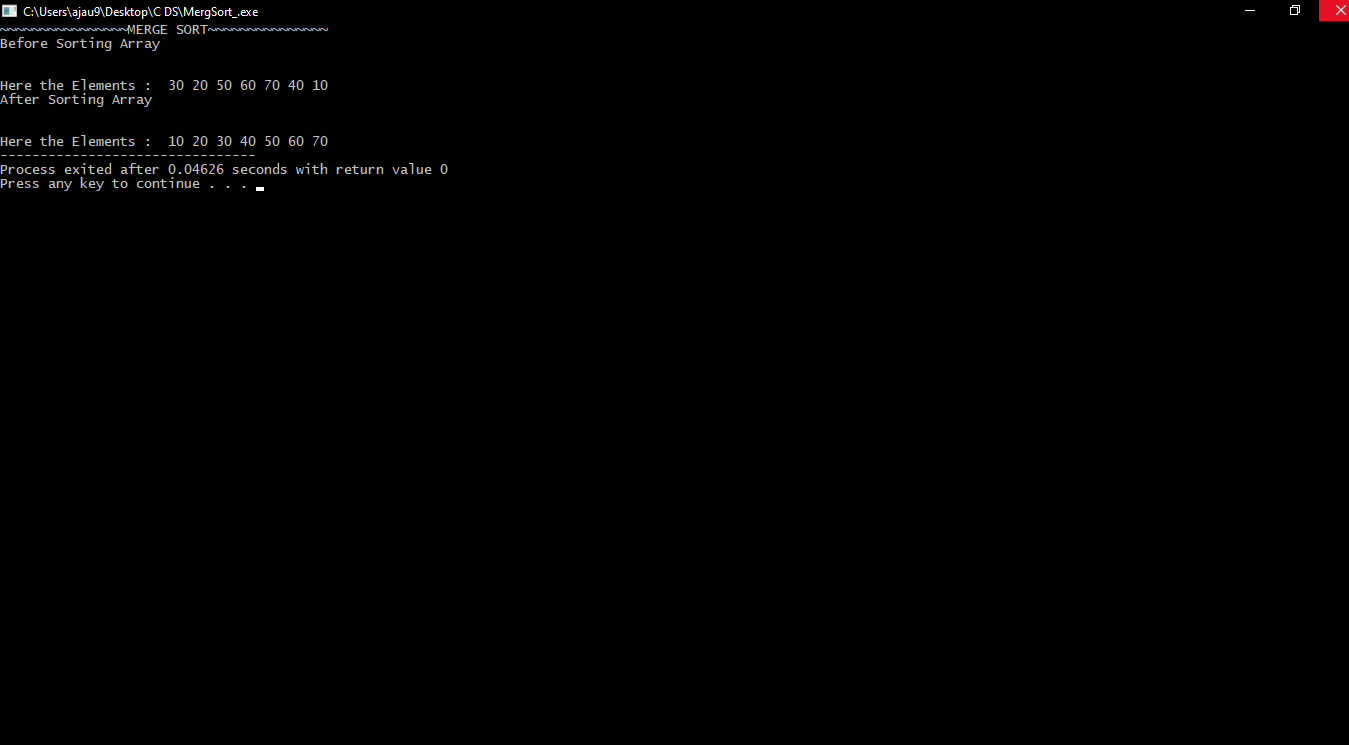 C:\Users\ajau9\Desktop\C DS\MergSort_.exe
~~~~~~~~~~~~~~~~MERGE SORT~~~~~~~~~~~~~~~
Before Sorting Array
Here the Elements :  30 20 50 60 70 40 10
After Sorting Array
Here the Elements :  10 20 30 40 50 60 70
--------------------------------
Process exited after 0.04626 seconds with return value 0
Press any key to continue . . .